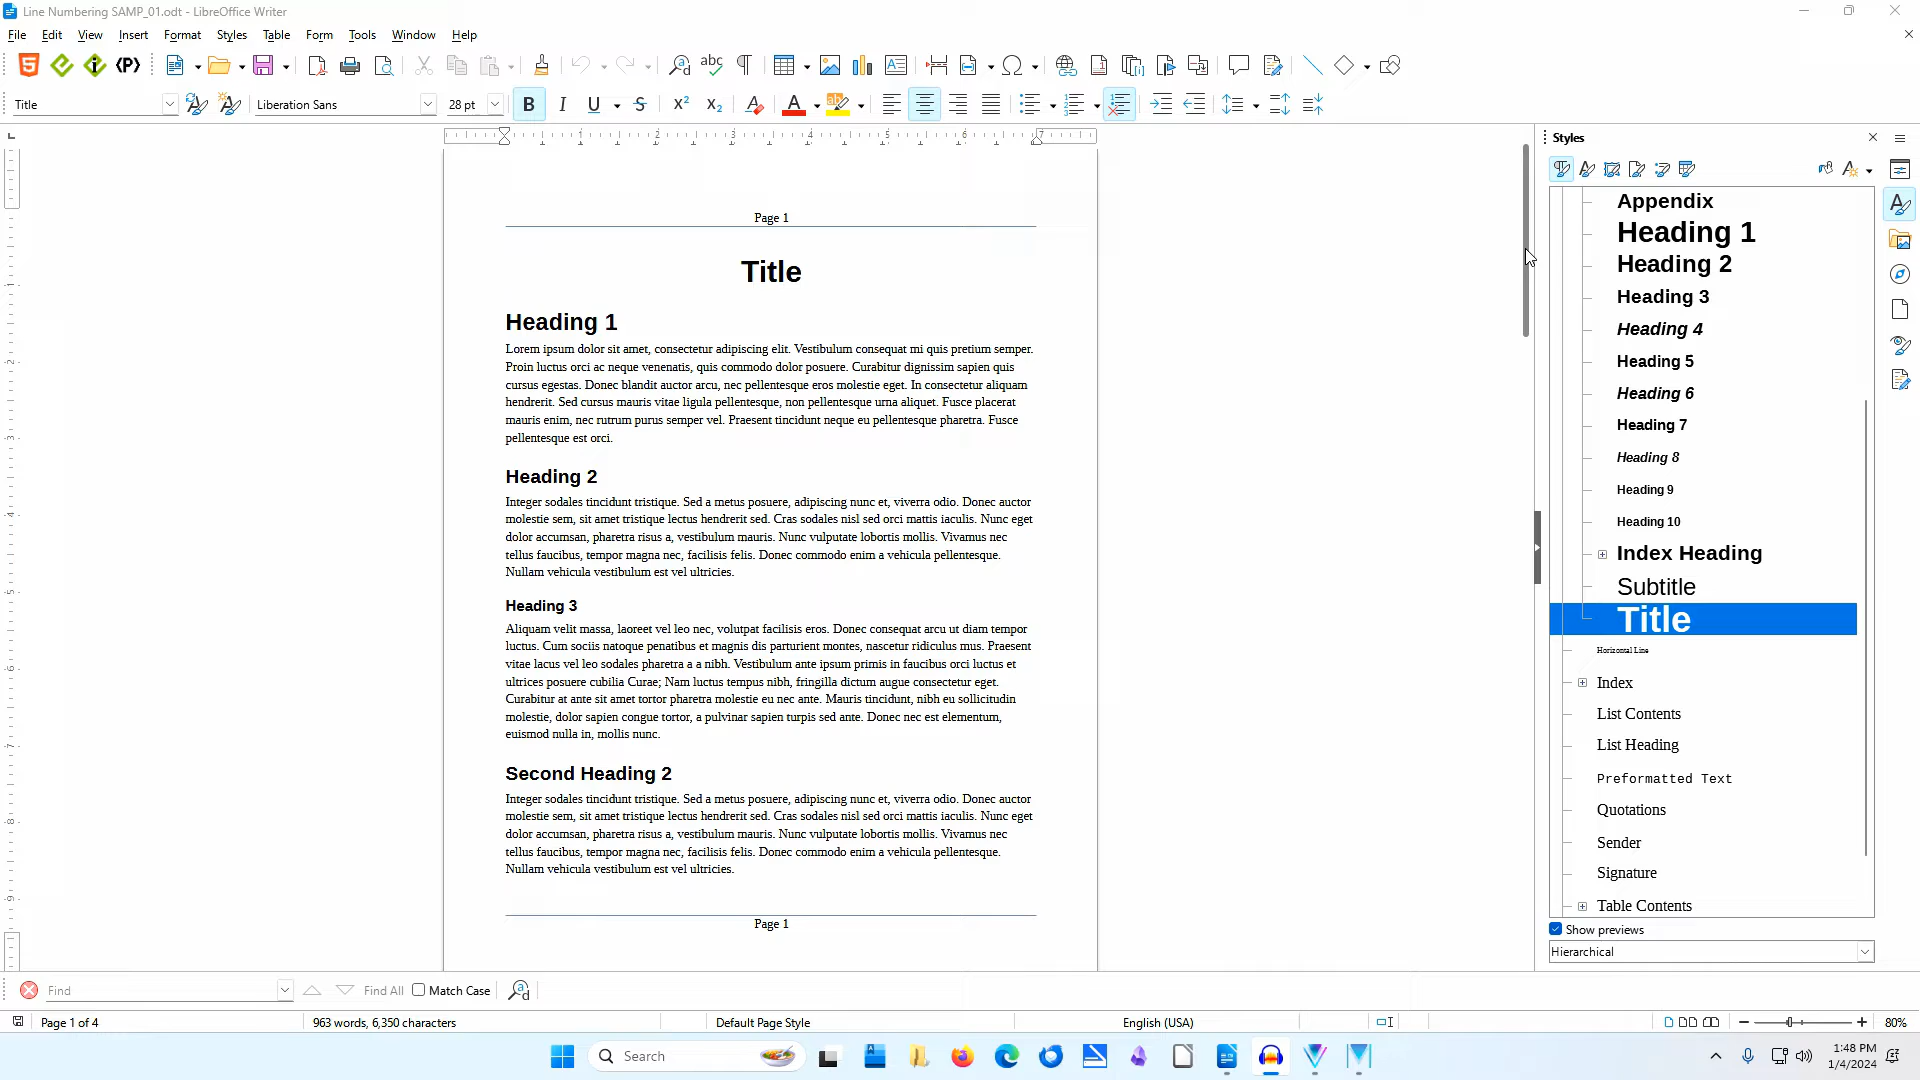 Line Numbering SAMP_01.odt - LibreOffice Writer
File Edit View Insert Format Styles Table Form Tools Window Help
Title Liberation Sans 28 pt
Styles
Page 1
Title
Heading 1
Lorem ipsum dolor sit amet, consectetur adipiscing elit. Vestibulum consequat mi quis pretium semper.
Proin luctus orci ac neque venenatis, quis commodo dolor posuere. Curabitur dignissim sapien quis
cursus egestas. Donec blandit auctor arcu, nec pellentesque eros molestie eget. In consectetur aliquam
hendrerit. Sed cursus mauris vitae ligula pellentesque, non pellentesque urna aliquet. Fusce placerat
mauris enim, nec rutrum purus semper vel. Praesent tincidunt neque eu pellentesque pharetra. Fusce
pellentesque est orci.
Heading 2
Integer sodales tincidunt tristique. Sed a metus posuere, adipiscing nunc et, viverra odio. Donec auctor
molestie sem, sit amet tristique lectus hendrerit sed. Cras sodales nisl sed orci mattis iaculis. Nunc eget
dolor accumsan, pharetra risus a, vestibulum mauris. Nunc vulputate lobortis mollis. Vivamus nec
tellus faucibus, tempor magna nec, facilisis felis. Donec commodo enim a vehicula pellentesque.
Nullam vehicula vestibulum est vel ultricies.
Heading 3
Aliquam velit massa, laoreet vel leo nec, volutpat facilisis eros. Donec consequat arcu ut diam tempor
luctus. Cum sociis natoque penatibus et magnis dis parturient montes, nascetur ridiculus mus. Praesent
vitae lacus vel leo sodales pharetra a a nibh. Vestibulum ante ipsum primis in faucibus orci luctus et
ultrices posuere cubilia Curae; Nam luctus tempus nibh, fringilla dictum augue consectetur eget.
Curabitur at ante sit amet tortor pharetra molestie eu nec ante. Mauris tincidunt, nibh eu sollicitudin
molestie, dolor sapien congue tortor, a pulvinar sapien turpis sed ante. Donec nec est elementum,
euismod nulla in, mollis nunc.
Second Heading 2
Integer sodales tincidunt tristique. Sed a metus posuere, adipiscing nunc et, viverra odio. Donec auctor
molestie sem, sit amet tristique lectus hendrerit sed. Cras sodales nisl sed orci mattis iaculis. Nunc eget
dolor accumsan, pharetra risus a, vestibulum mauris. Nunc vulputate lobortis mollis. Vivamus nec
tellus faucibus, tempor magna nec, facilisis felis. Donec commodo enim a vehicula pellentesque.
Nullam vehicula vestibulum est vel ultricies.
Page 1
Appendix
Heading 1
Heading 2
Heading 3
Heading 4
Heading 5
Heading 6
Heading 7
Heading 8
Heading 9
Heading 10
Index Heading
Subtitle
Title
Horizontal Line
Index
List Contents
List Heading
Preformatted Text
Quotations
Sender
Signature
Table Contents
Show previews
Hierarchical
Find Find All Match Case
Page 1 of 4 963 words, 6,350 characters Default Page Style English (USA) 80%
Search
1:48 PM
1/4/2024